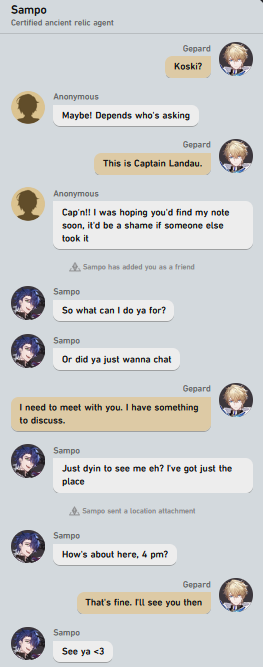 Sampo
Certified ancient relic agent
Gepard
Koski?
Anonymous
Maybe! Depends who's asking
Gepard
This is Captain Landau.
Anonymous
Cap'n!! I was hoping you'd find my note
soon, it'd be a shame if someone else
took it
Sampo has added you as a friend
Sampo
So what can I do ya for?
Sampo
Or did ya just wanna chat
Gepard
I need to meet with you. I have something
to discuss.
Sampo
Just dyin to see me eh? I've got just the
place
Sampo sent a location attachment
Sampo
How's about here, 4 pm?
Gepard
That's fine. I'll see you then
Sampo
See ya <3